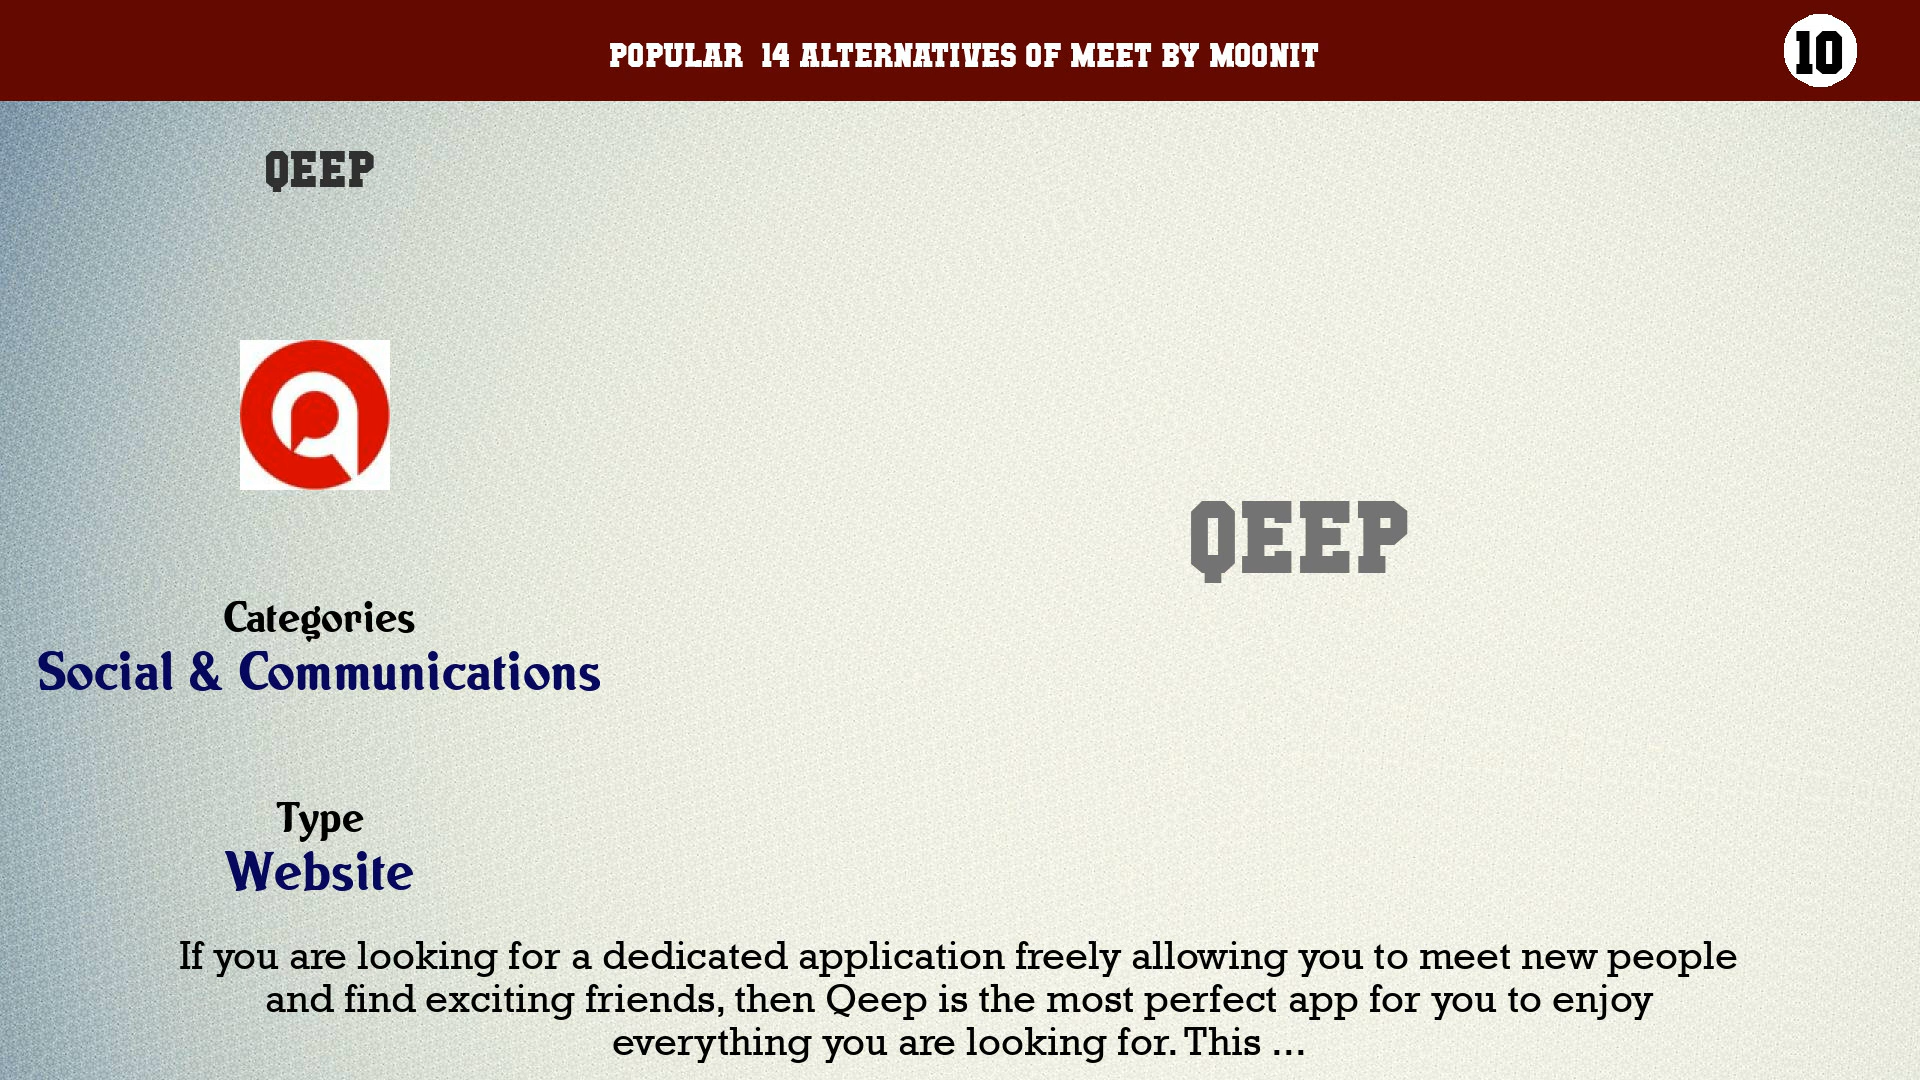 POPULAR 14 ALTERNATIVES OF MEET BY MOONIT
10
QEEP
QEEP
Categories
Social & Communications
Type
Website
If you are looking for a dedicated application freely allowing you to meet new people
and find exciting friends, then Qeep is the most perfect app for you to enjoy
everything you are looking for. This ...